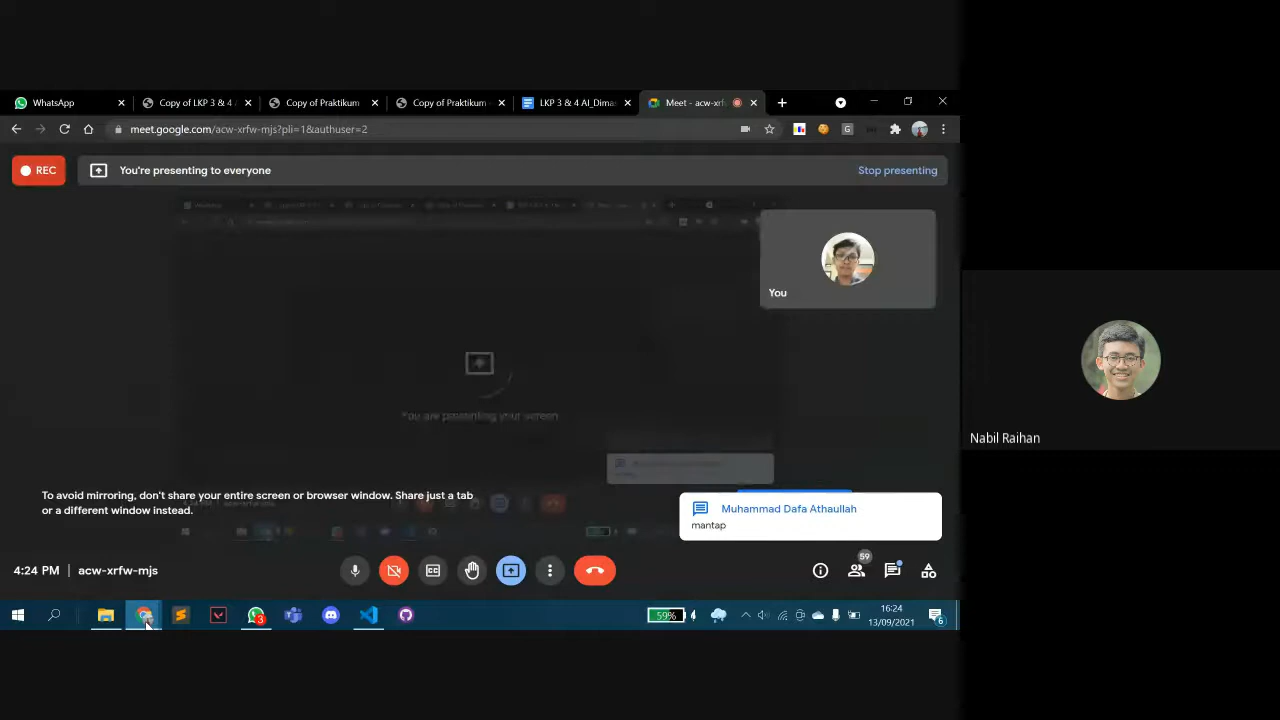 WhatsApp
Copy of LKP 3 & 4
Copy of Praktikum
Copy of Praktikum
LKP 3 & 4 AI_Dima
Meet - acw-xrf
meet.google.com/acw-xrfw-mjs?pli=1&authuser=2
REC
You're presenting to everyone
Stop presenting
You
You are presenting your screen
Nabil Raihan
To avoid mirroring, don't share your entire screen or browser window. Share just a tab
or a different window instead.
Muhammad Dafa Athaullah
mantap
4:24 PM | acw-xrfw-mjs
59
3
59%
16:24
13/09/2021
6